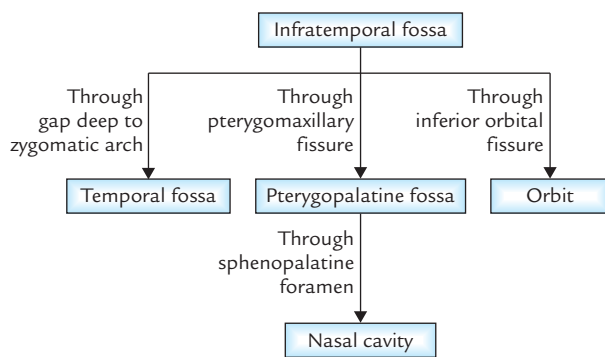 Infratemporal fossa
Through
gap deep to
zygomatic arch
Through
pterygomaxillary
fissure
Through
inferior orbital
fissure
Temporal fossa
Pterygopalatine fossa
Orbit
Through
sphenopalatine
foramen
Nasal cavity